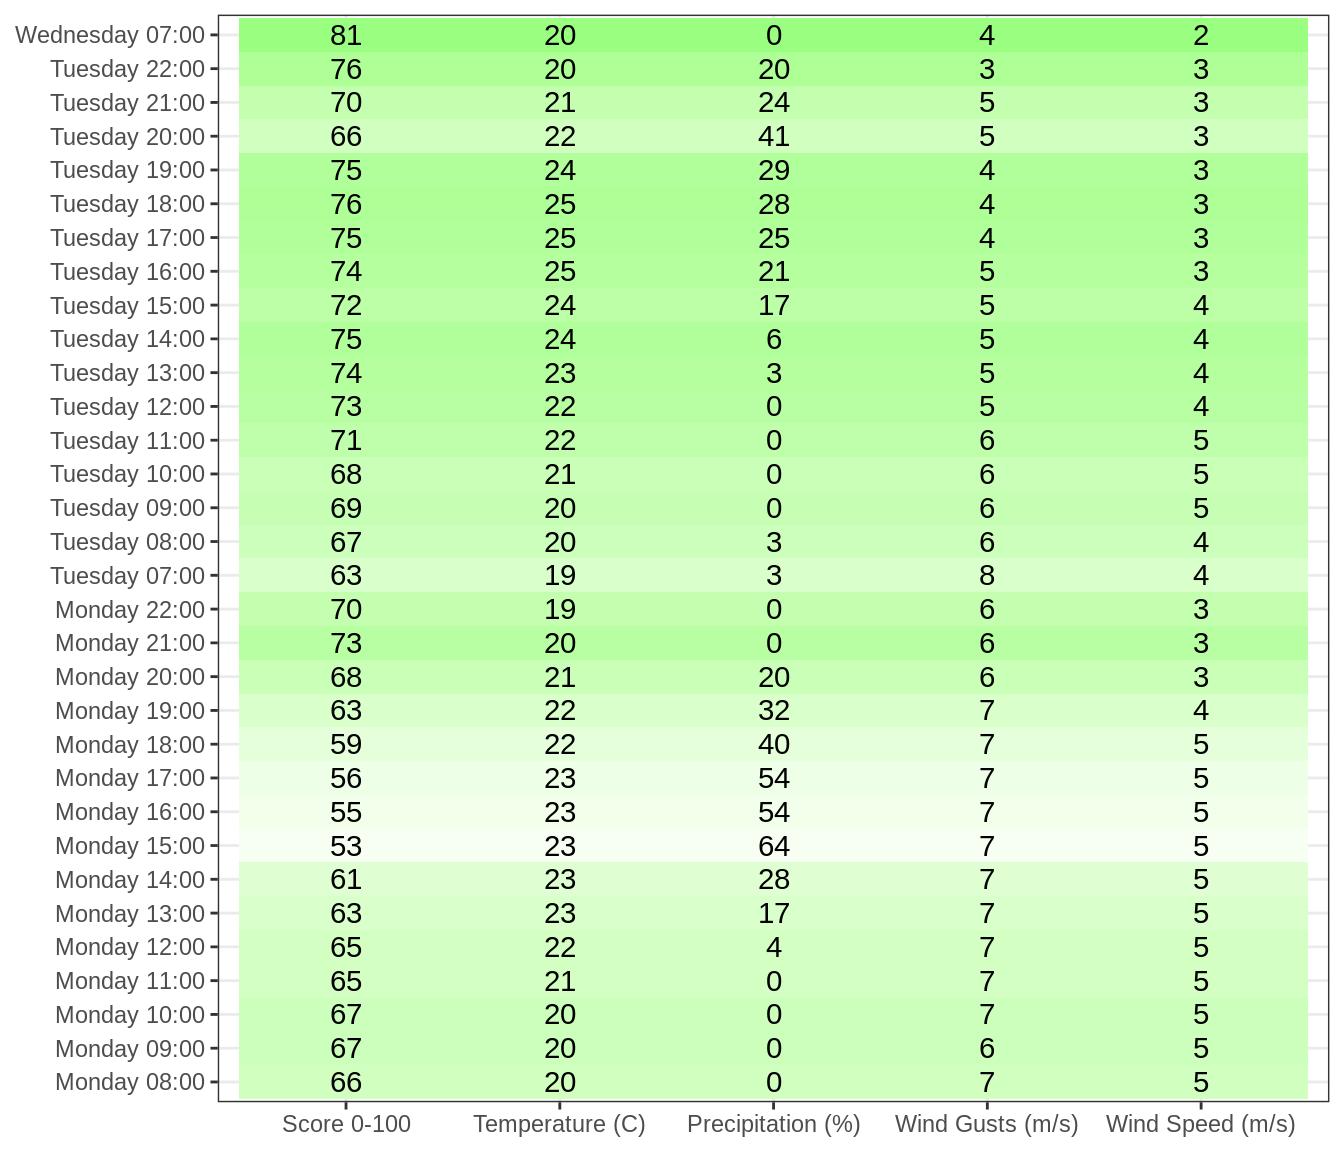 Wednesday 07:00 81 20 0 4 2
Tuesday 22:00 76 20 20 3 3
Tuesday 21:00 70 21 24 5 3
Tuesday 20:00 66 22 41 5 3
Tuesday 19:00 75 24 29 4 3
Tuesday 18:00 76 25 28 4 3
Tuesday 17:00 75 25 25 4 3
Tuesday 16:00 74 25 21 5 3
Tuesday 15:00 72 24 17 5 4
Tuesday 14:00 75 24 6 5 4
Tuesday 13:00 74 23 3 5 4
Tuesday 12:00 73 22 0 5 4
Tuesday 11:00 71 22 0 6 5
Tuesday 10:00 68 21 0 6 5
Tuesday 09:00 69 20 0 6 5
Tuesday 08:00 67 20 3 6 4
Tuesday 07:00 63 19 3 8 4
Monday 22:00 70 19 0 6 3
Monday 21:00 73 20 0 6 3
Monday 20:00 68 21 20 6 3
Monday 19:00 63 22 32 7 4
Monday 18:00 59 22 40 7 5
Monday 17:00 56 23 54 7 5
Monday 16:00 55 23 54 7 5
Monday 15:00 53 23 64 7 5
Monday 14:00 61 23 28 7 5
Monday 13:00 63 23 17 7 5
Monday 12:00 65 22 4 7 5
Monday 11:00 65 21 0 7 5
Monday 10:00 67 20 0 7 5
Monday 09:00 67 20 0 6 5
Monday 08:00 66 20 0 7 5
Score 0-100 Temperature (C) Precipitation (%) Wind Gusts (m/s) Wind Speed (m/s)